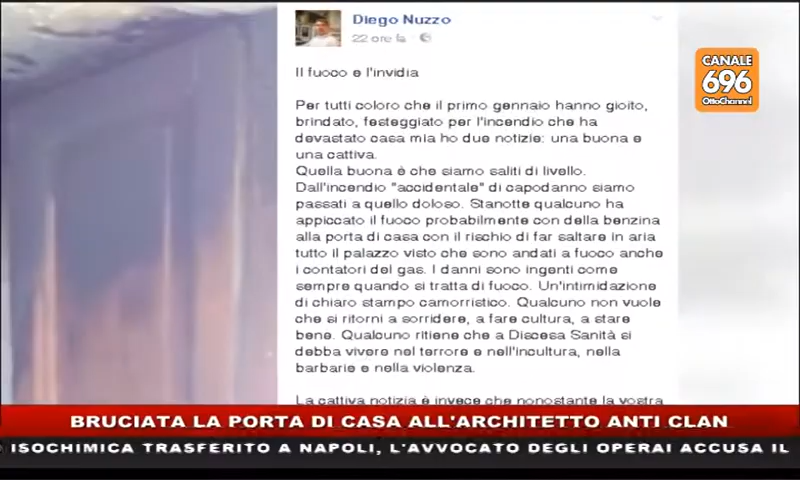 Diego Nuzzo
22 ore fa
Il fuoco e l'invidia
Per tutti coloro che il primo gennaio hanno gioito,
brindato, festeggiato per l'incendio che ha
devastato casa mia ho due notizie: una buona e
una cattiva.
Quella buona è che siamo saliti di livello.
Dall'incendio "accidentale" di capodanno siamo
passati a quello doloso. Stanotte qualcuno ha
appiccato il fuoco probabilmente con della benzina
alla porta di casa con il rischio di far saltare in aria
tutto il palazzo visto che sono andati a fuoco anche
i contatori del gas. I danni sono ingenti come
sempre quando si tratta di fuoco. Un'intimidazione
di chiaro stampo camorristico. Qualcuno non vuole
che si ritorni a sorridere, a fare cultura, a stare
bene. Qualcuno ritiene che a Discesa Sanità si
debba vivere nel terrore e nell'incultura, nella
barbarie e nella violenza.
La cattiva notizia è invece che nonostante la vostra
CANALE
696
OttoChannel
BRUCIATA LA PORTA DI CASA ALL'ARCHITETTO ANTI CLAN
ISOCHIMICA TRASFERITO A NAPOLI, L'AVVOCATO DEGLI OPERAI ACCUSA IL